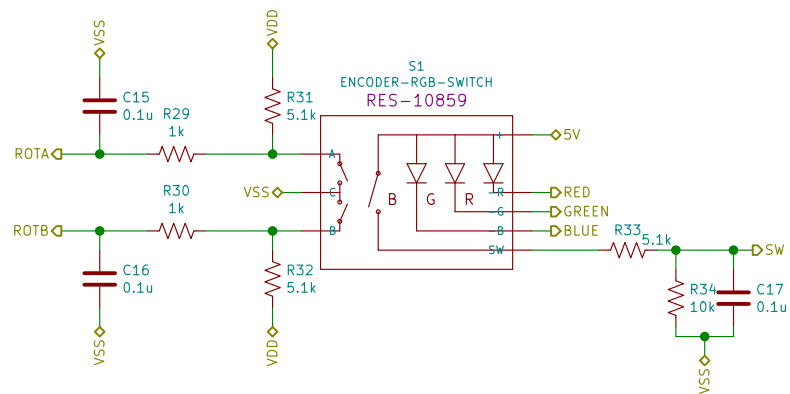 VSS
VDD
S1
ENCODER-RGB-SWITCH
RES-10859
C15
0.1u
R29
1k
R31
5.1k
ROTA
A
+
5V
VSS
C
B G R
R
RED
R30
1k
G
GREEN
ROTB
B
B
BLUE
R33
5.1k
SW
SW
C16
0.1u
R32
5.1k
R34
10k
C17
0.1u
VSS
VDD
VSS